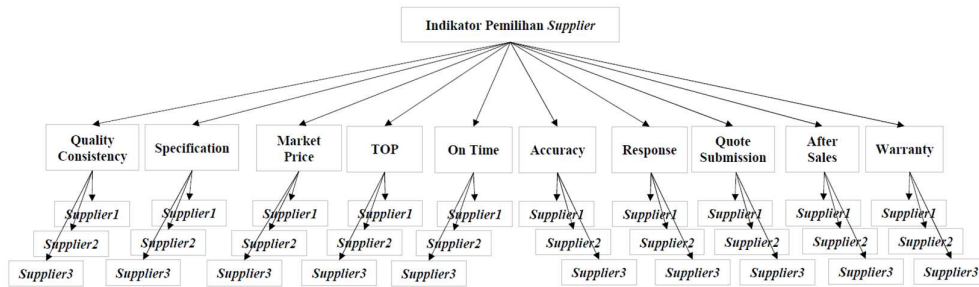 Indikator Pemilihan Supplier
Quality Consistency
Specification
Market Price
TOP
On Time
Accuracy
Response
Quote Submission
After Sales
Warranty
Supplier1
Supplier1
Supplier1
Supplier1
Supplier1
Supplier1
Supplier1
Supplier1
Supplier1
Supplier1
Supplier2
Supplier2
Supplier2
Supplier2
Supplier2
Supplier2
Supplier2
Supplier2
Supplier2
Supplier2
Supplier3
Supplier3
Supplier3
Supplier3
Supplier3
Supplier3
Supplier3
Supplier3
Supplier3
Supplier3